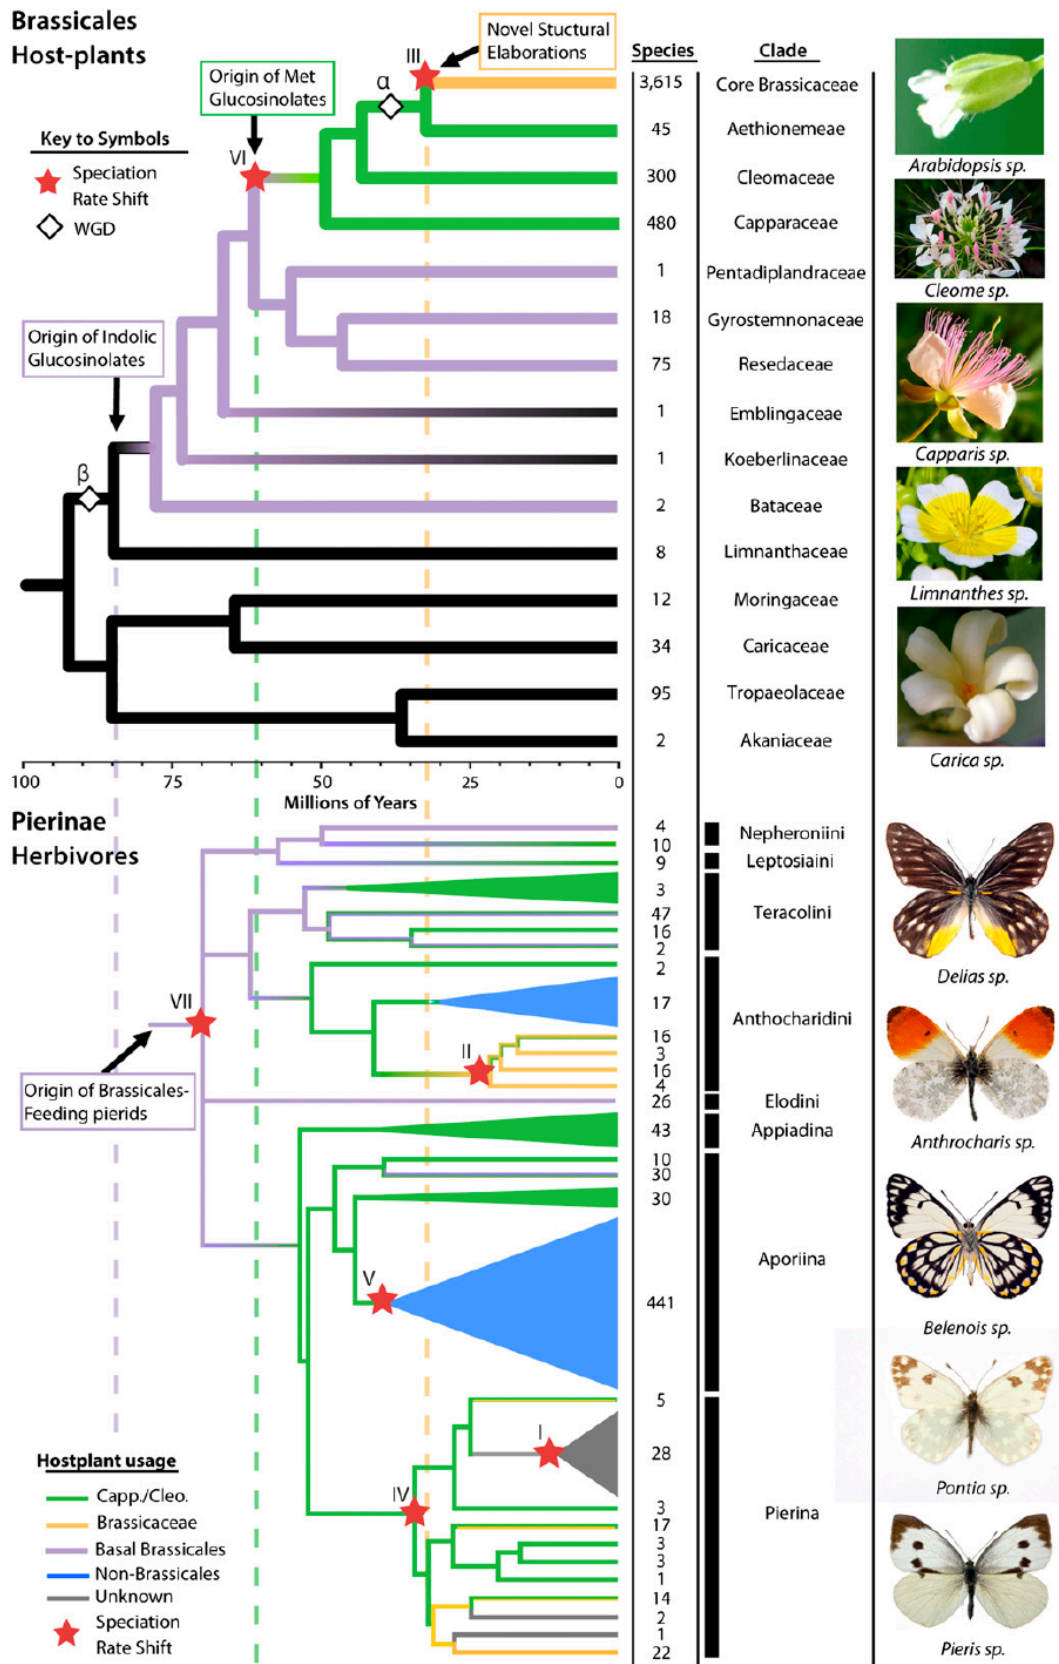 Brassicales
Host-plants
Novel Stuctural
Elaborations
Species
Clade
III
Origin of Met
Glucosinolates
α
3,615
Core Brassicaceae
Key to Symbols
45
Aethionemeae
Arabidopsis sp.
VI
Speciation
Rate Shift
300
Cleomaceae
WGD
480
Capparaceae
1
Pentadiplandraceae
Cleome sp.
18
Gyrostemnonaceae
Origin of Indolic
Glucosinolates
75
Resedaceae
1
Emblingaceae
Capparis sp.
β
1
Koeberlinaceae
2
Bataceae
8
Limnanthaceae
Limnanthes sp.
12
Moringaceae
34
Caricaceae
95
Tropaeolaceae
2
Akaniaceae
Carica sp.
100
75
50
25
0
Millions of Years
Pierinae
Herbivores
4
10
Nepheroniini
9
Leptosiaini
3
47
Teracolini
16
2
Delias sp.
2
VII
17
Anthocharidini
16
II
3
16
4
Origin of Brassicales-
Feeding pierids
26
Elodini
43
Appiadina
Anthrocharis sp.
10
30
30
Aporiina
V
441
Belenois sp.
5
I
28
Hostplant usage
Pontia sp.
IV
Capp./Cleo.
Brassicaceae
Basal Brassicales
Non-Brassicales
Unknown
Speciation
Rate Shift
3
Pierina
17
3
3
1
14
2
1
22
Pieris sp.